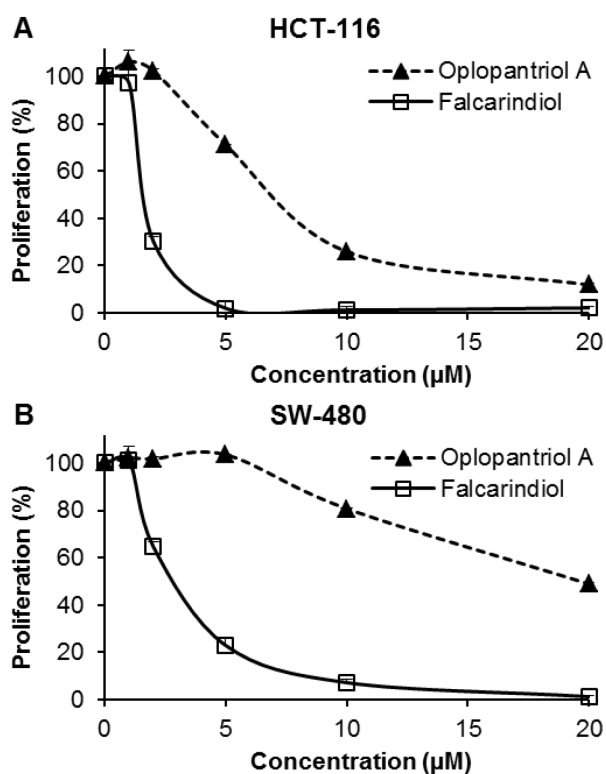 A
HCT-116
Oplopantriol A
Falcarindiol
Proliferation (%)
100
80
60
40
20
0
0 5 10 15 20
Concentration (µM)
B
SW-480
Oplopantriol A
Falcarindiol
Proliferation (%)
100
80
60
40
20
0
0 5 10 15 20
Concentration (µM)